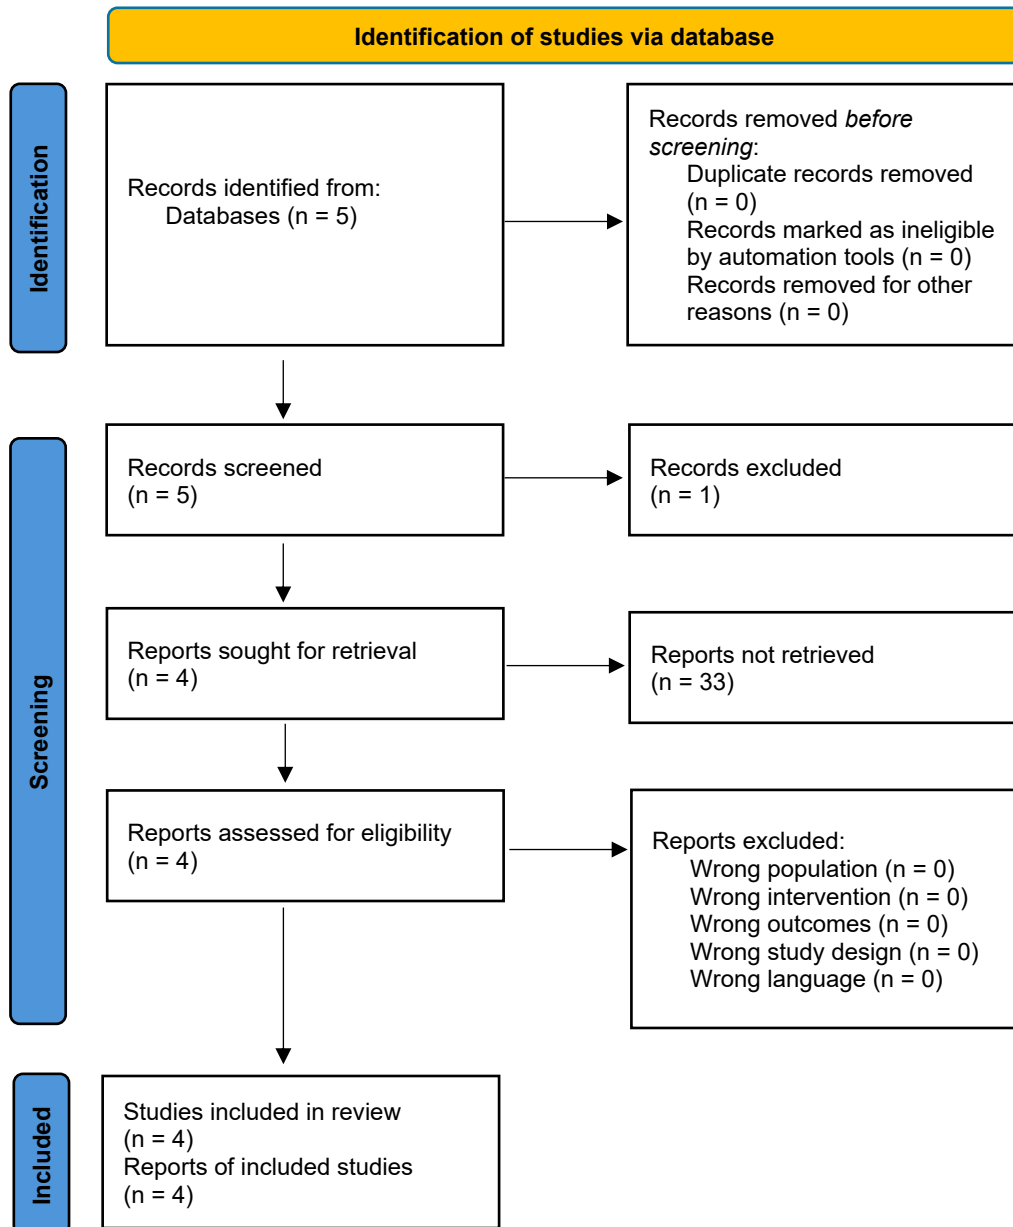 Identification of studies via database
Identification
Records identified from:
Databases (n = 5)
Records removed before
screening:
Duplicate records removed
(n = 0)
Records marked as ineligible
by automation tools (n = 0)
Records removed for other
reasons (n = 0)
Screening
Records screened
(n = 5)
Records excluded
(n = 1)
Reports sought for retrieval
(n = 4)
Reports not retrieved
(n = 33)
Reports assessed for eligibility
(n = 4)
Reports excluded:
Wrong population (n = 0)
Wrong intervention (n = 0)
Wrong outcomes (n = 0)
Wrong study design (n = 0)
Wrong language (n = 0)
Included
Studies included in review
(n = 4)
Reports of included studies
(n = 4)